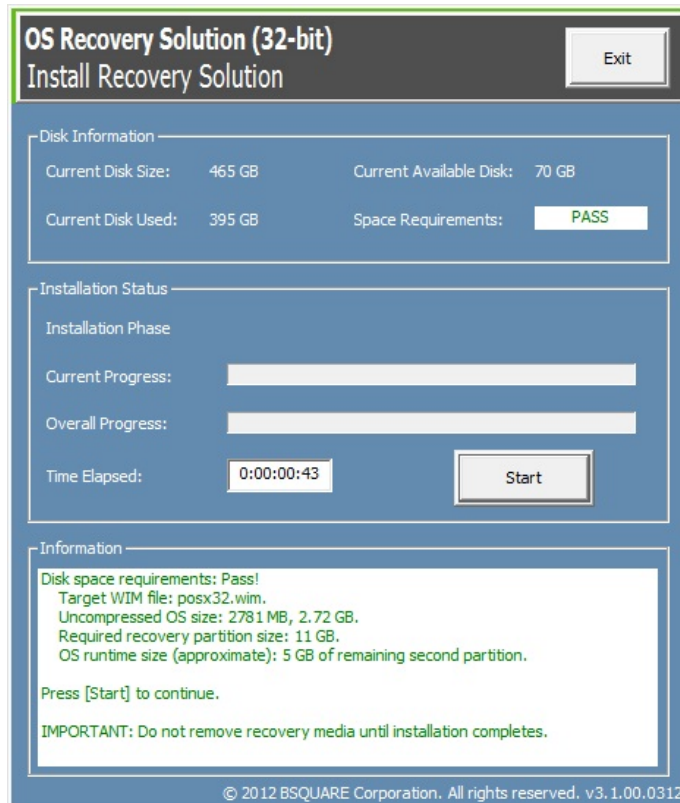 OS Recovery Solution (32-bit)
Install Recovery Solution
Exit
Disk Information
Current Disk Size: 465 GB Current Available Disk: 70 GB
Current Disk Used: 395 GB Space Requirements: PASS
Installation Status
Installation Phase
Current Progress:
Overall Progress:
Time Elapsed: 0:00:00:43 Start
Information
Disk space requirements: Pass!
Target WIM file: posx32.wim.
Uncompressed OS size: 2781 MB, 2.72 GB.
Required recovery partition size: 11 GB.
OS runtime size (approximate): 5 GB of remaining second partition.
Press [Start] to continue.
IMPORTANT: Do not remove recovery media until installation completes.
© 2012 BSQUARE Corporation. All rights reserved. v3.1.00.0312